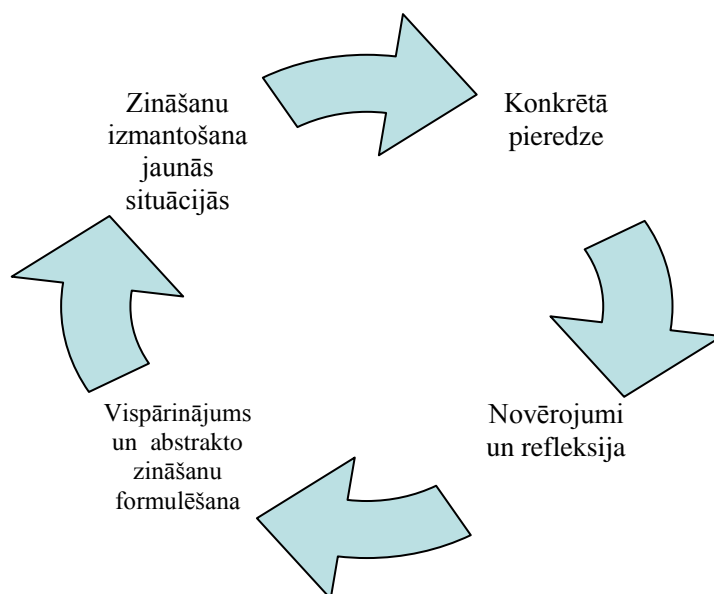 Zināšanu
izmantošana
jaunās
situācijās
Konkrētā
pieredze
Novērojumi
un refleksija
Vispārinājums
un abstrakto
zināšanu
formulēšana